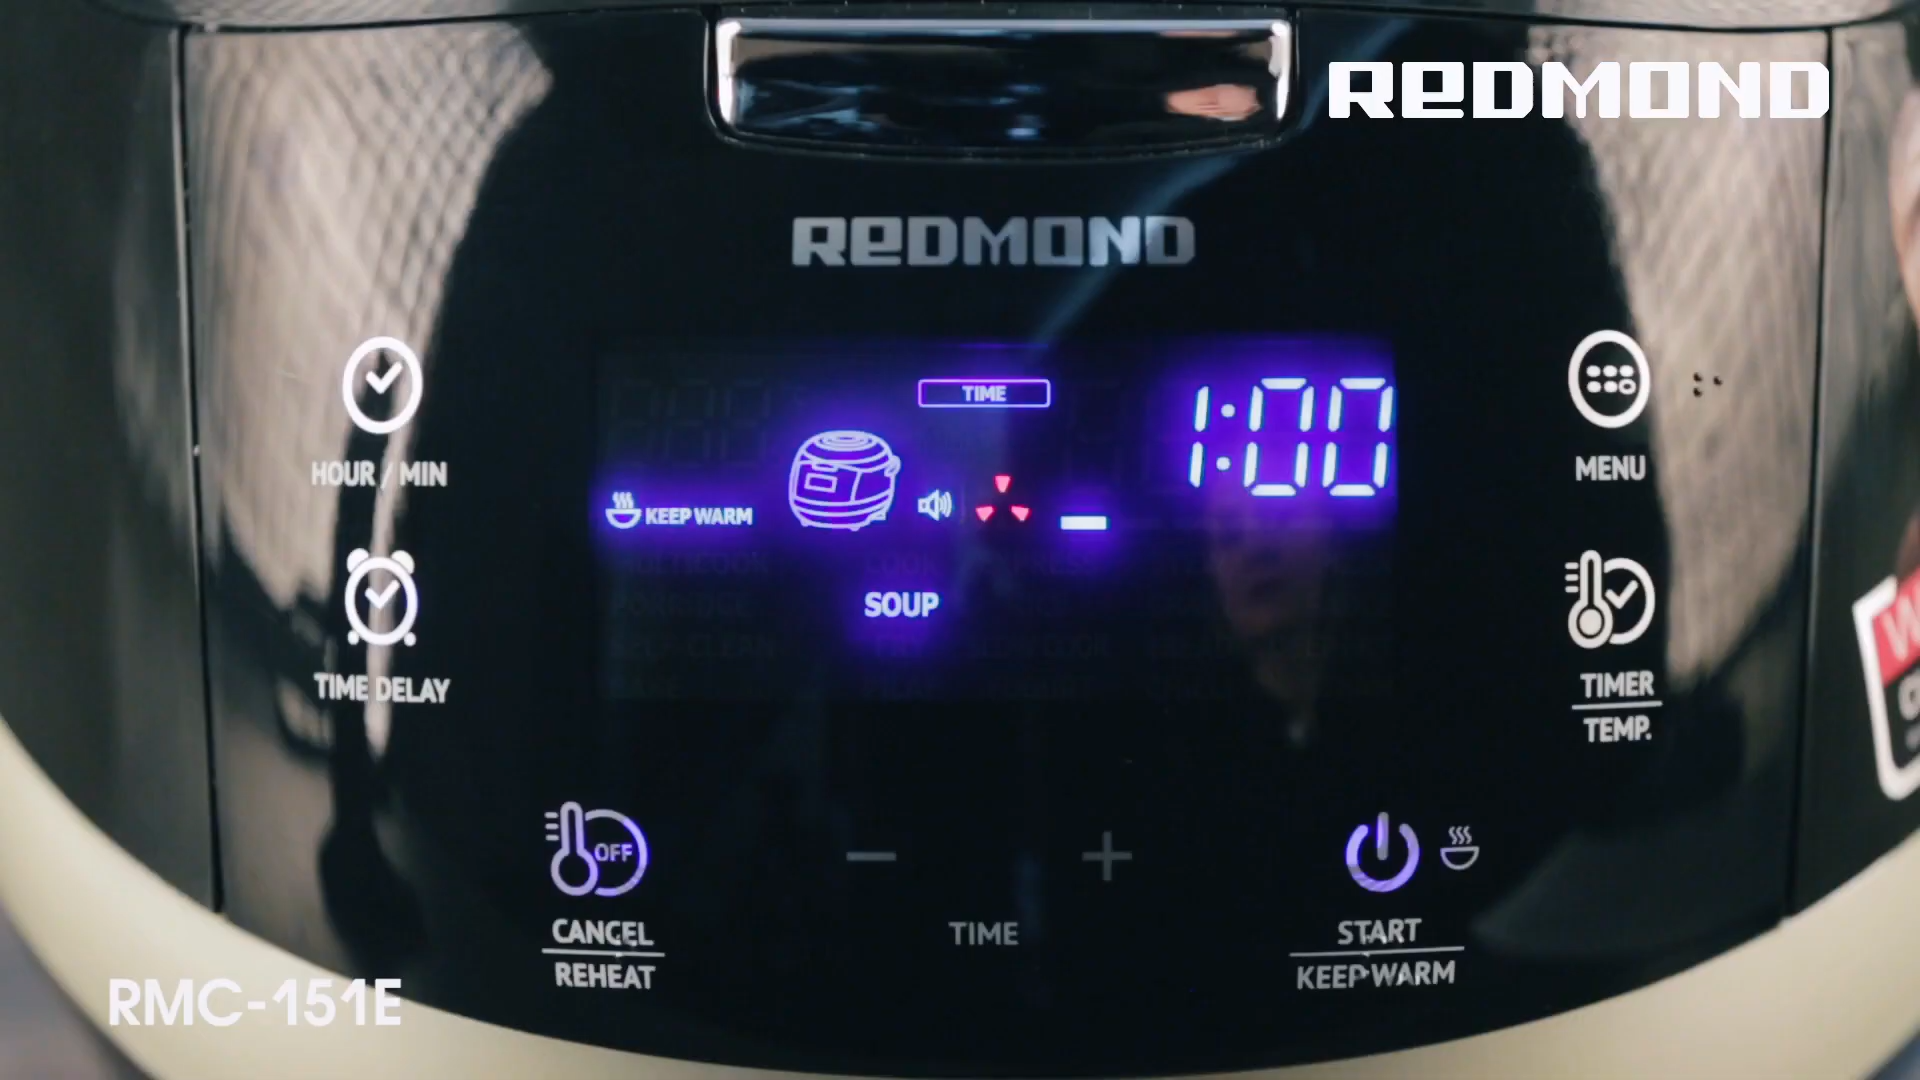 REDMOND
REDMOND
TIME
1:00
HOUR / MIN
MENU
KEEP WARM
SOUP
TIME DELAY
TIMER
TEMP.
OFF
CANCEL
REHEAT
− +
TIME
START
KEEP WARM
RMC-151E